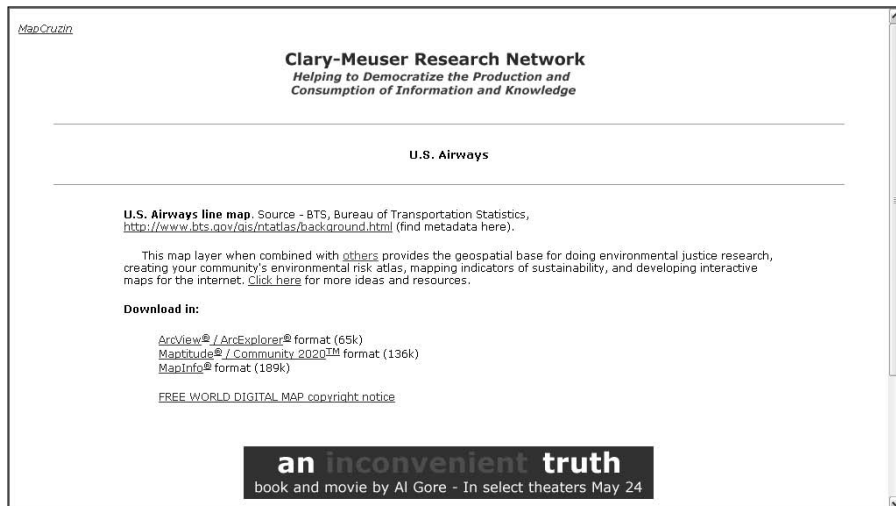 MapCruzin
Clary-Meuser Research Network
Helping to Democratize the Production and
Consumption of Information and Knowledge
U.S. Airways
U.S. Airways line map. Source - BTS, Bureau of Transportation Statistics,
http://www.bts.gov/gis/ntatlas/background.html (find metadata here).
This map layer when combined with others provides the geospatial base for doing environmental justice research,
creating your community's environmental risk atlas, mapping indicators of sustainability, and developing interactive
maps for the internet. Click here for more ideas and resources.
Download in:
ArcView® / ArcExplorer® format (65k)
Maptitude® / Community 2020™ format (136k)
MapInfo® format (189k)
FREE WORLD DIGITAL MAP copyright notice
an inconvenient truth
book and movie by Al Gore - In select theaters May 24